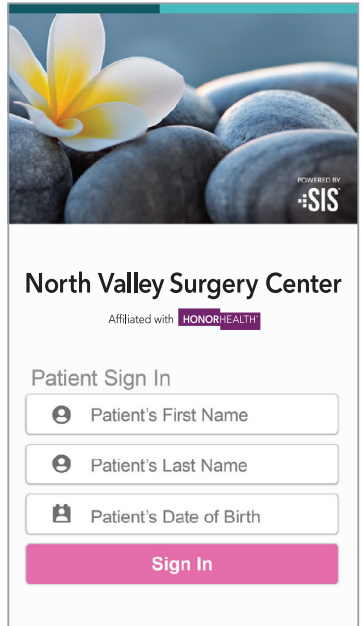 POWERED BY
SIS
North Valley Surgery Center
Affiliated with HONORHEALTH
Patient Sign In
Patient's First Name
Patient's Last Name
Patient's Date of Birth
Sign In